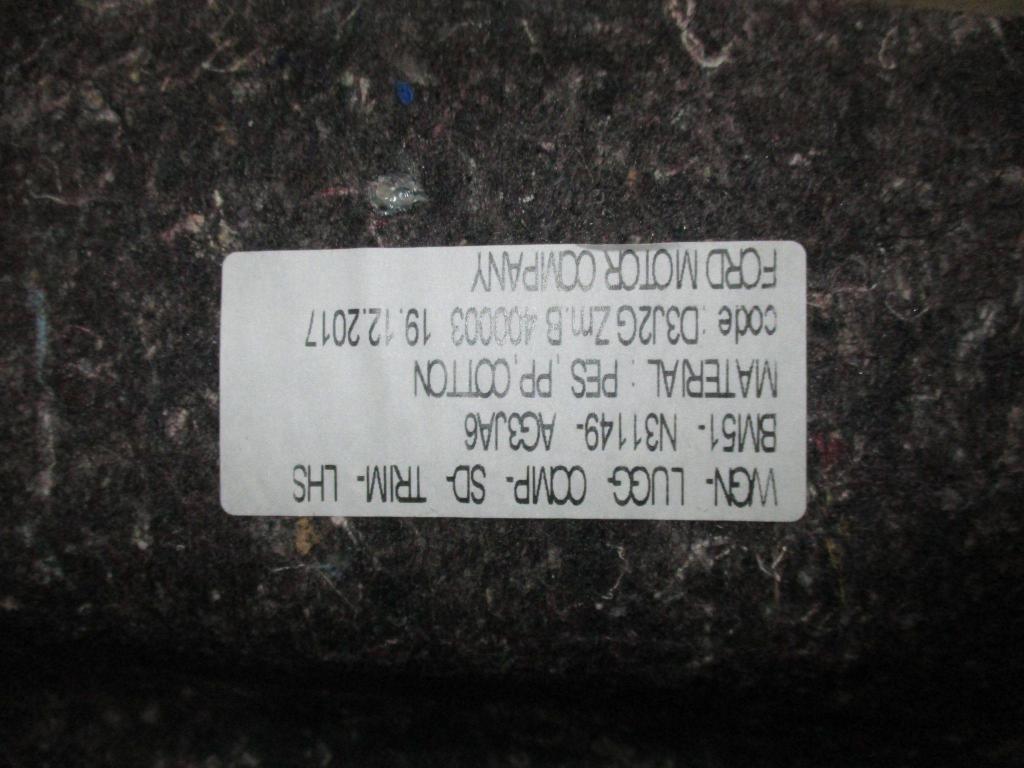 WGN- LUGG- COMP- SD- TRIM- LHS
BM51- N31149- AG3JA6
MATERIAL : PES ,PP,COTTON
code : D3J2G Zm.B 400003 19.12.2017
FORD MOTOR COMPANY